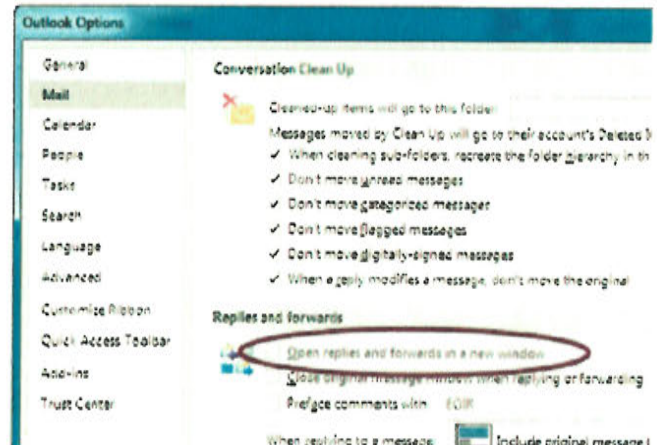 Outlook Options
General
Mail
Calendar
People
Tasks
Search
Language
Advanced
Customize Ribbon
Quick Access Toolbar
Add-Ins
Trust Center
Conversation Clean Up
Cleaned-up items will go to this folder:
Messages moved by Clean Up will go to their account's Deleted
When cleaning sub-folders, recreate the folder hierarchy in th
Don't move unread messages
Don't move categorized messages
Don't move flagged messages
Don't move digitally-signed messages
When a reply modifies a message, don't move the original
Replies and forwards
Open replies and forwards in a new window
Close original message window when replying or forwarding
Preface comments with:
When replying to a message:
Include original message